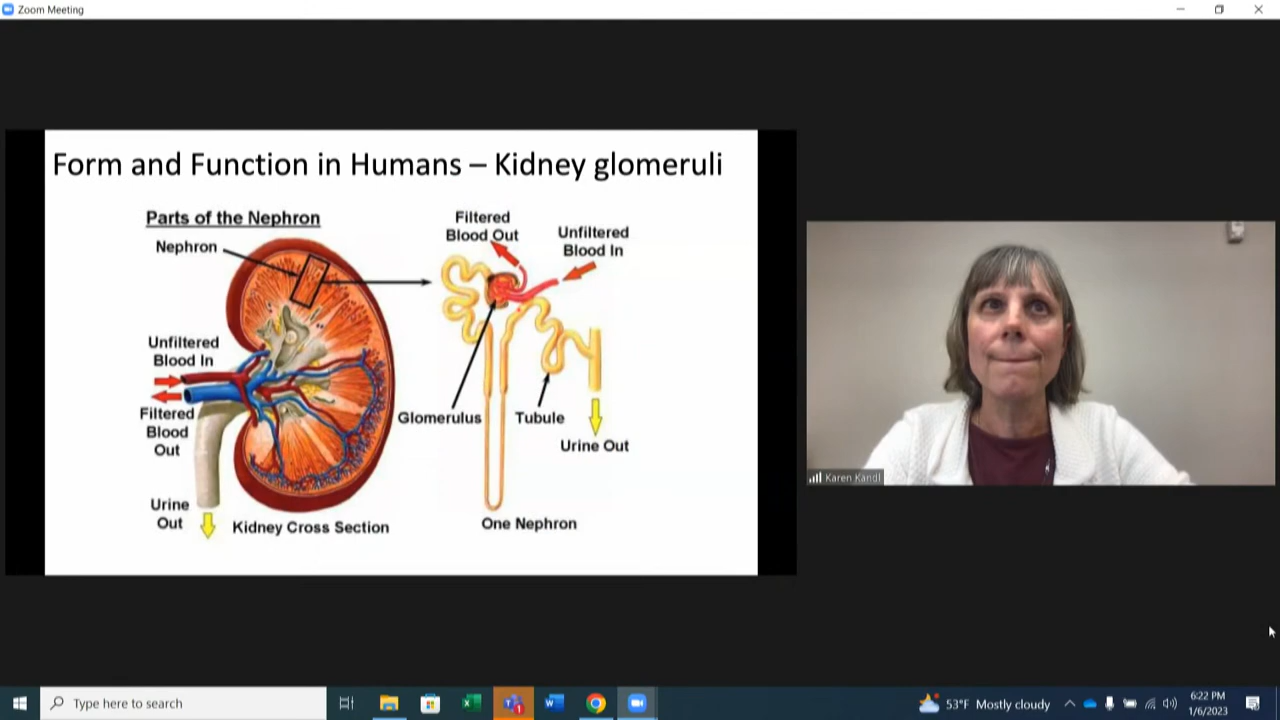 Zoom Meeting
Form and Function in Humans – Kidney glomeruli
Parts of the Nephron
Nephron
Unfiltered
Blood In
Filtered
Blood
Out
Urine
Out
Kidney Cross Section
Filtered
Blood Out
Unfiltered
Blood In
Glomerulus
Tubule
Urine Out
One Nephron
Karen Kandl
Type here to search
1
53°F Mostly cloudy
6:22 PM
1/6/2023